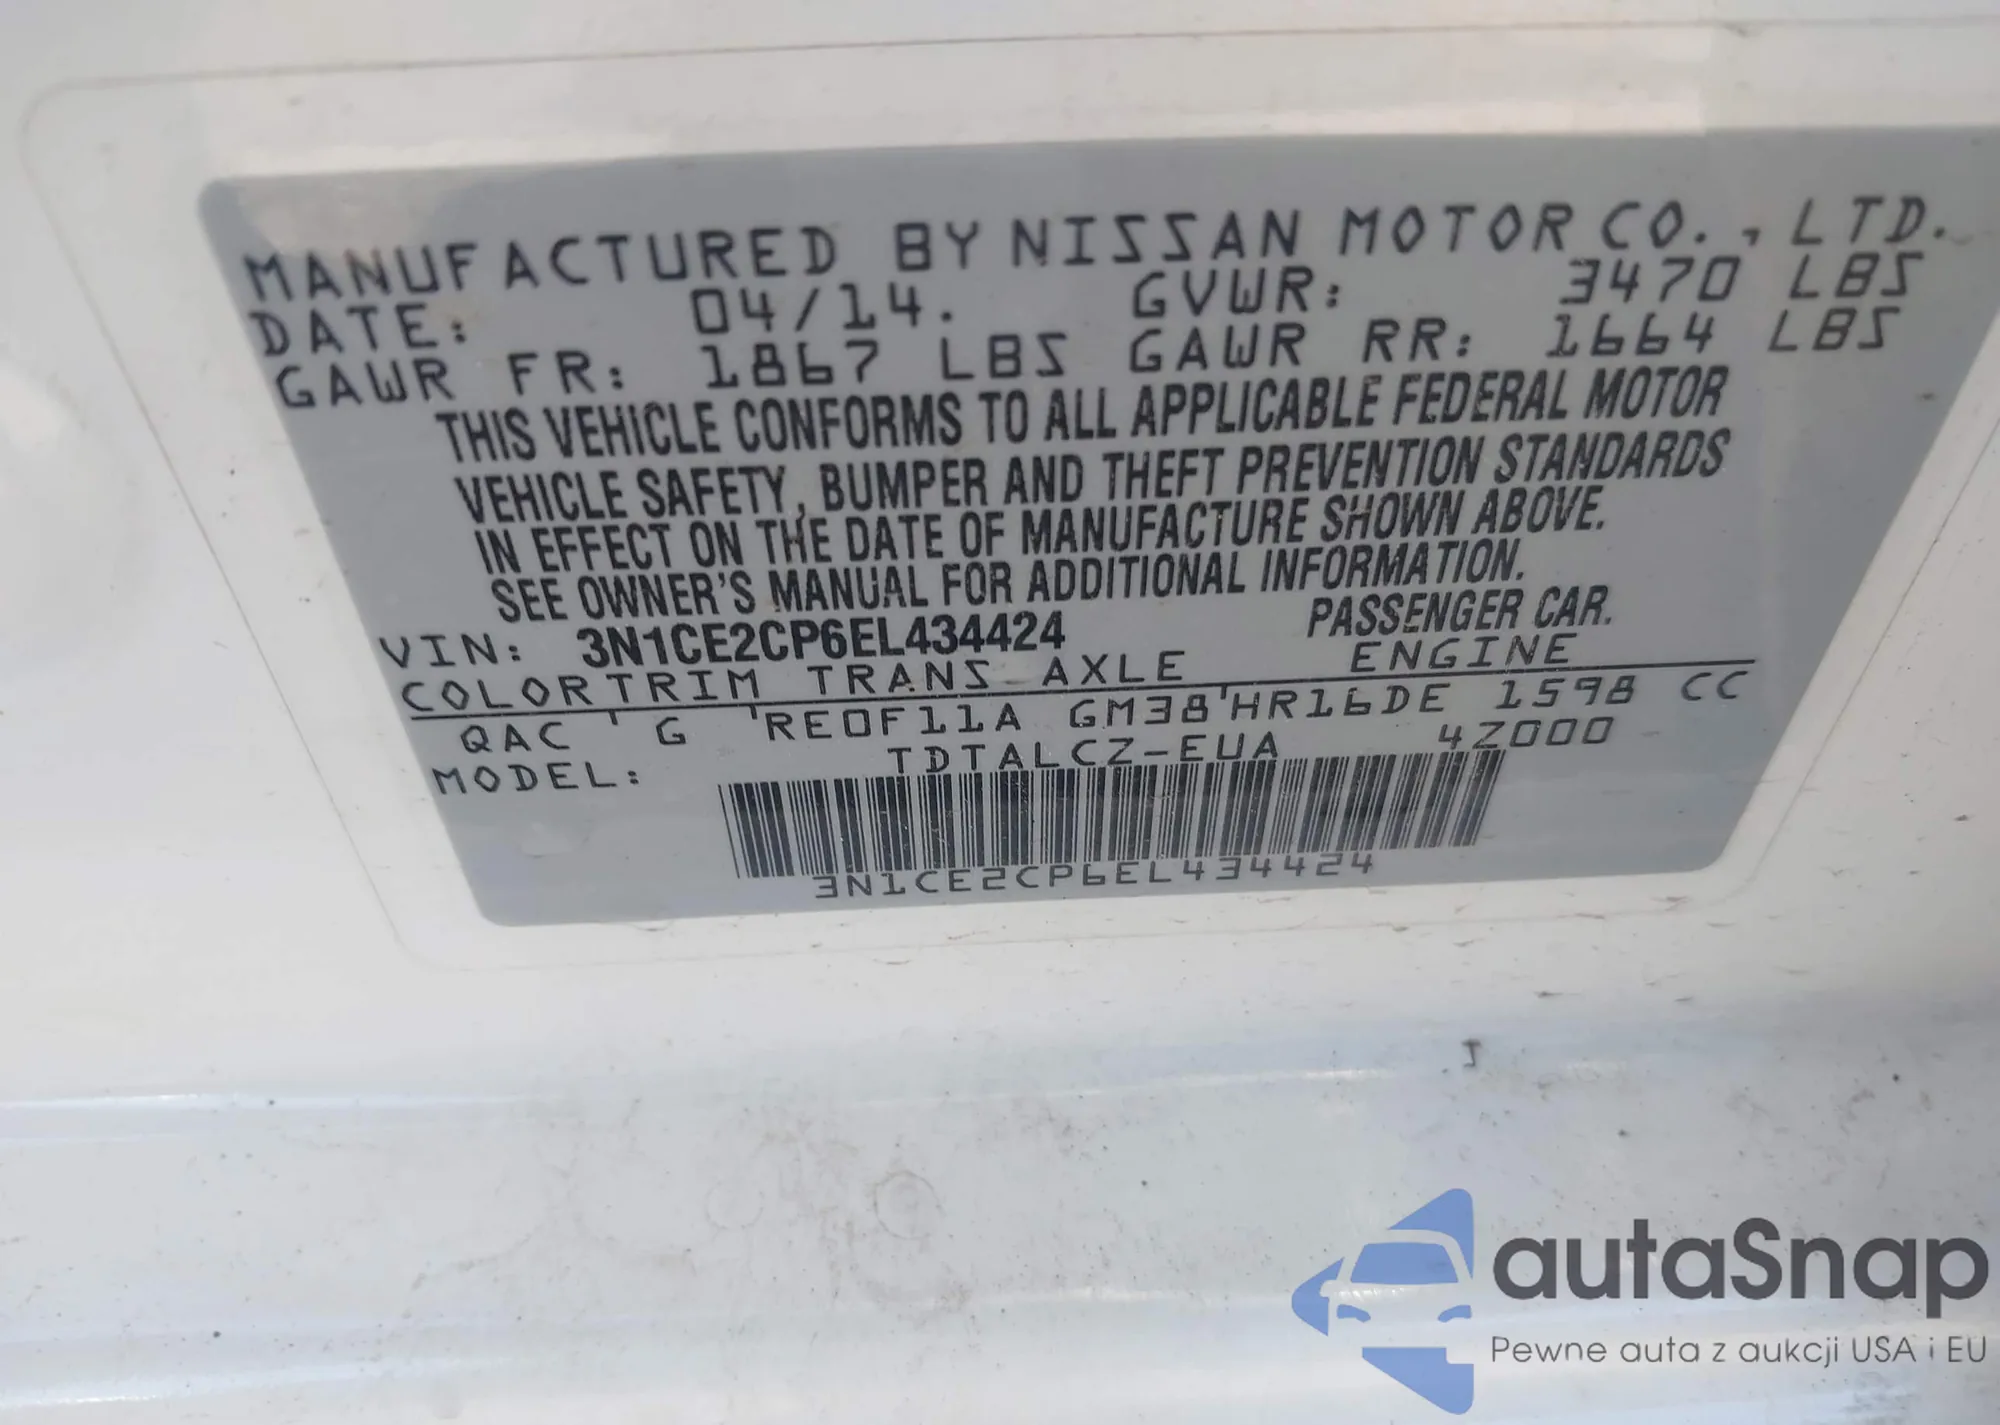 MANUFACTURED BY NISSAN MOTOR CO., LTD.
DATE: 04/14. GVWR: 3470 LBS
GAWR FR: 1867 LBS GAWR RR: 1664 LBS
THIS VEHICLE CONFORMS TO ALL APPLICABLE FEDERAL MOTOR
VEHICLE SAFETY, BUMPER AND THEFT PREVENTION STANDARDS
IN EFFECT ON THE DATE OF MANUFACTURE SHOWN ABOVE.
SEE OWNER'S MANUAL FOR ADDITIONAL INFORMATION.
VIN: 3N1CE2CP6EL434424 PASSENGER CAR.
COLOR TRIM TRANS AXLE ENGINE
QAC ' G 'RE0F11A GM38'HR16DE 1598 CC
MODEL: TDTALCZ-EUA 4Z000
3N1CE2CP6EL434424
autaSnap
Pewne auta z aukcji USA i EU